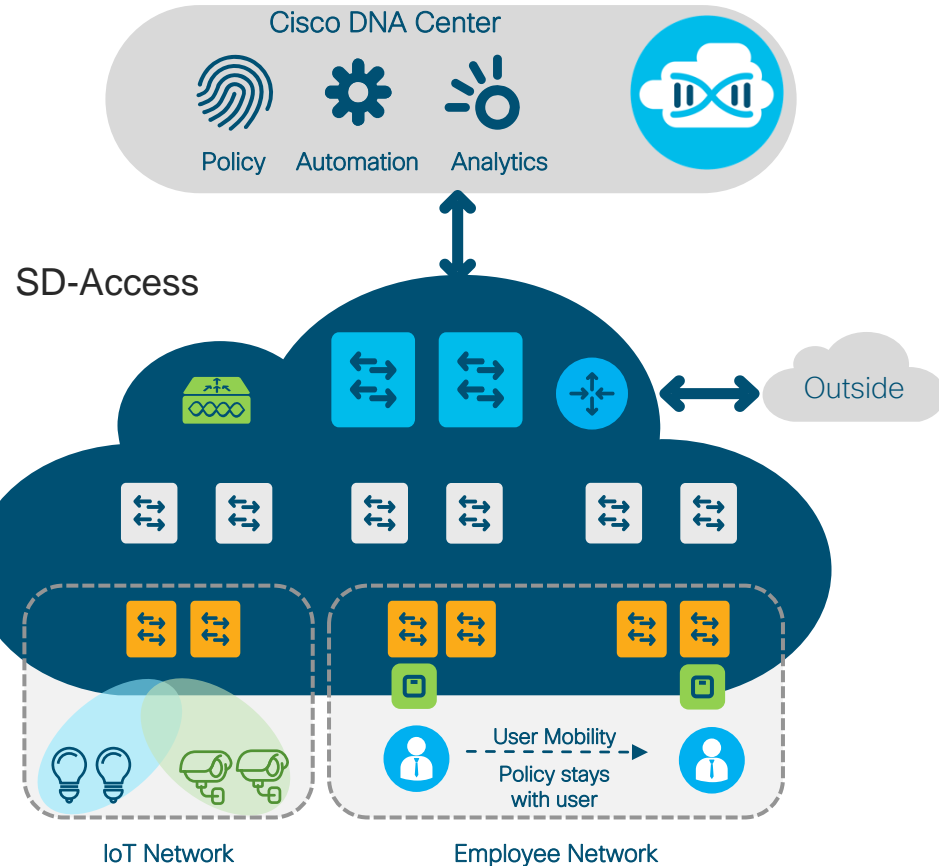 Cisco DNA Center
Policy
Automation
Analytics
SD-Access
Outside
User Mobility
Policy stays
with user
IoT Network
Employee Network